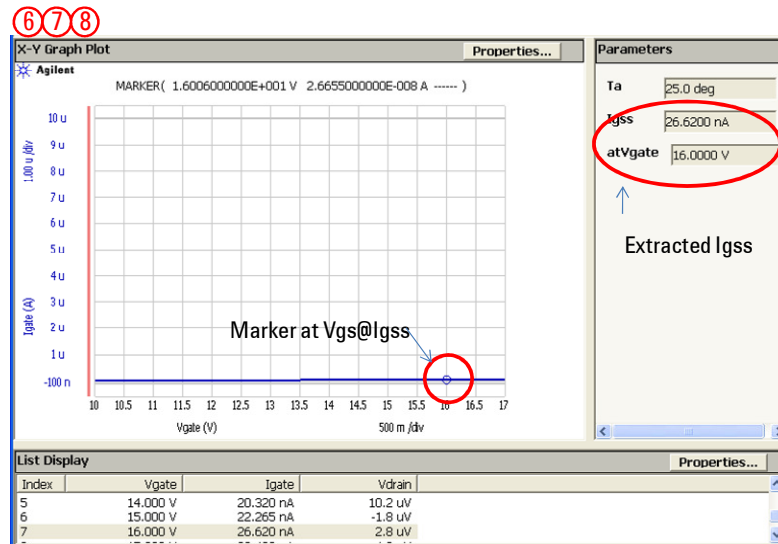 ⑥⑦⑧
X-Y Graph Plot Properties...
Agilent
MARKER( 1.6006000000E+001 V 2.6655000000E-008 A ------ )
10 u
9 u
8 u
7 u
6 u
5 u
4 u
3 u
2 u
1 u
-100 n
1.00 u /div
Igate (A)
Marker at Vgs@Igss
10 10.5 11 11.5 12 12.5 13 13.5 14 14.5 15 15.5 16 16.5 17
Vgate (V) 500 m /div
Parameters
Ta 25.0 deg
Igss 26.6200 nA
atVgate 16.0000 V
Extracted Igss
List Display Properties...
Index Vgate Igate Vdrain
5 14.000 V 20.320 nA 10.2 uV
6 15.000 V 22.265 nA -1.8 uV
7 16.000 V 26.620 nA 2.8 uV